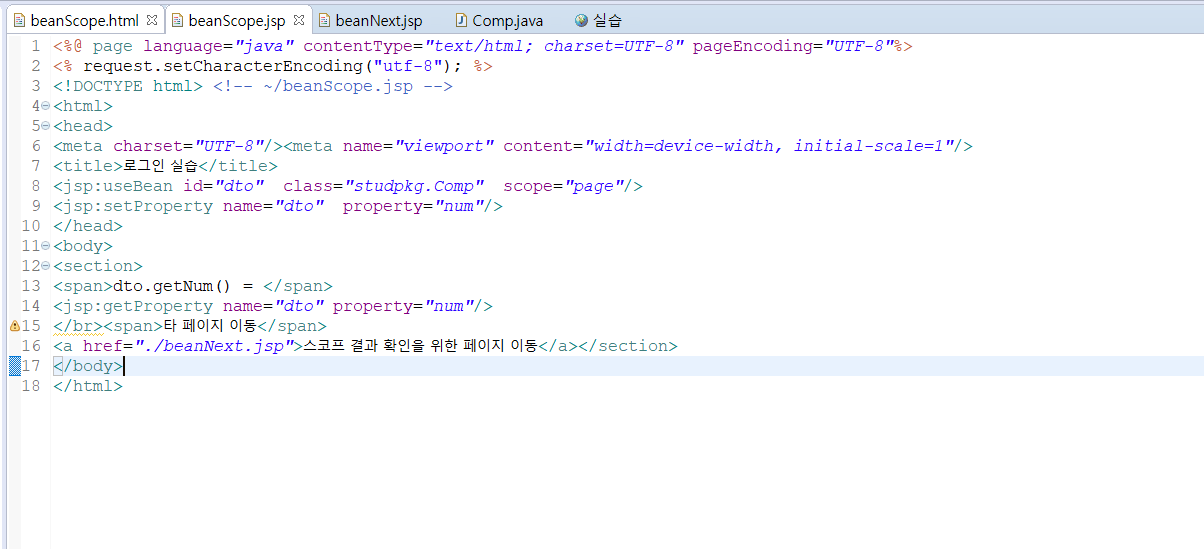 beanScope.html beanScope.jsp beanNext.jsp Comp.java 실습
1 <%@ page language="java" contentType="text/html; charset=UTF-8" pageEncoding="UTF-8"%>
2 <% request.setCharacterEncoding("utf-8"); %>
3 <!DOCTYPE html> <!-- ~/beanScope.jsp -->
4 <html>
5 <head>
6 <meta charset="UTF-8"/><meta name="viewport" content="width=device-width, initial-scale=1"/>
7 <title>로그인 실습</title>
8 <jsp:useBean id="dto"  class="studpkg.Comp"  scope="page"/>
9 <jsp:setProperty name="dto"  property="num"/>
10 </head>
11 <body>
12 <section>
13 <span>dto.getNum() = </span>
14 <jsp:getProperty name="dto" property="num"/>
15 </br><span>타 페이지 이동</span>
16 <a href="./beanNext.jsp">스코프 결과 확인을 위한 페이지 이동</a></section>
17 </body>
18 </html>